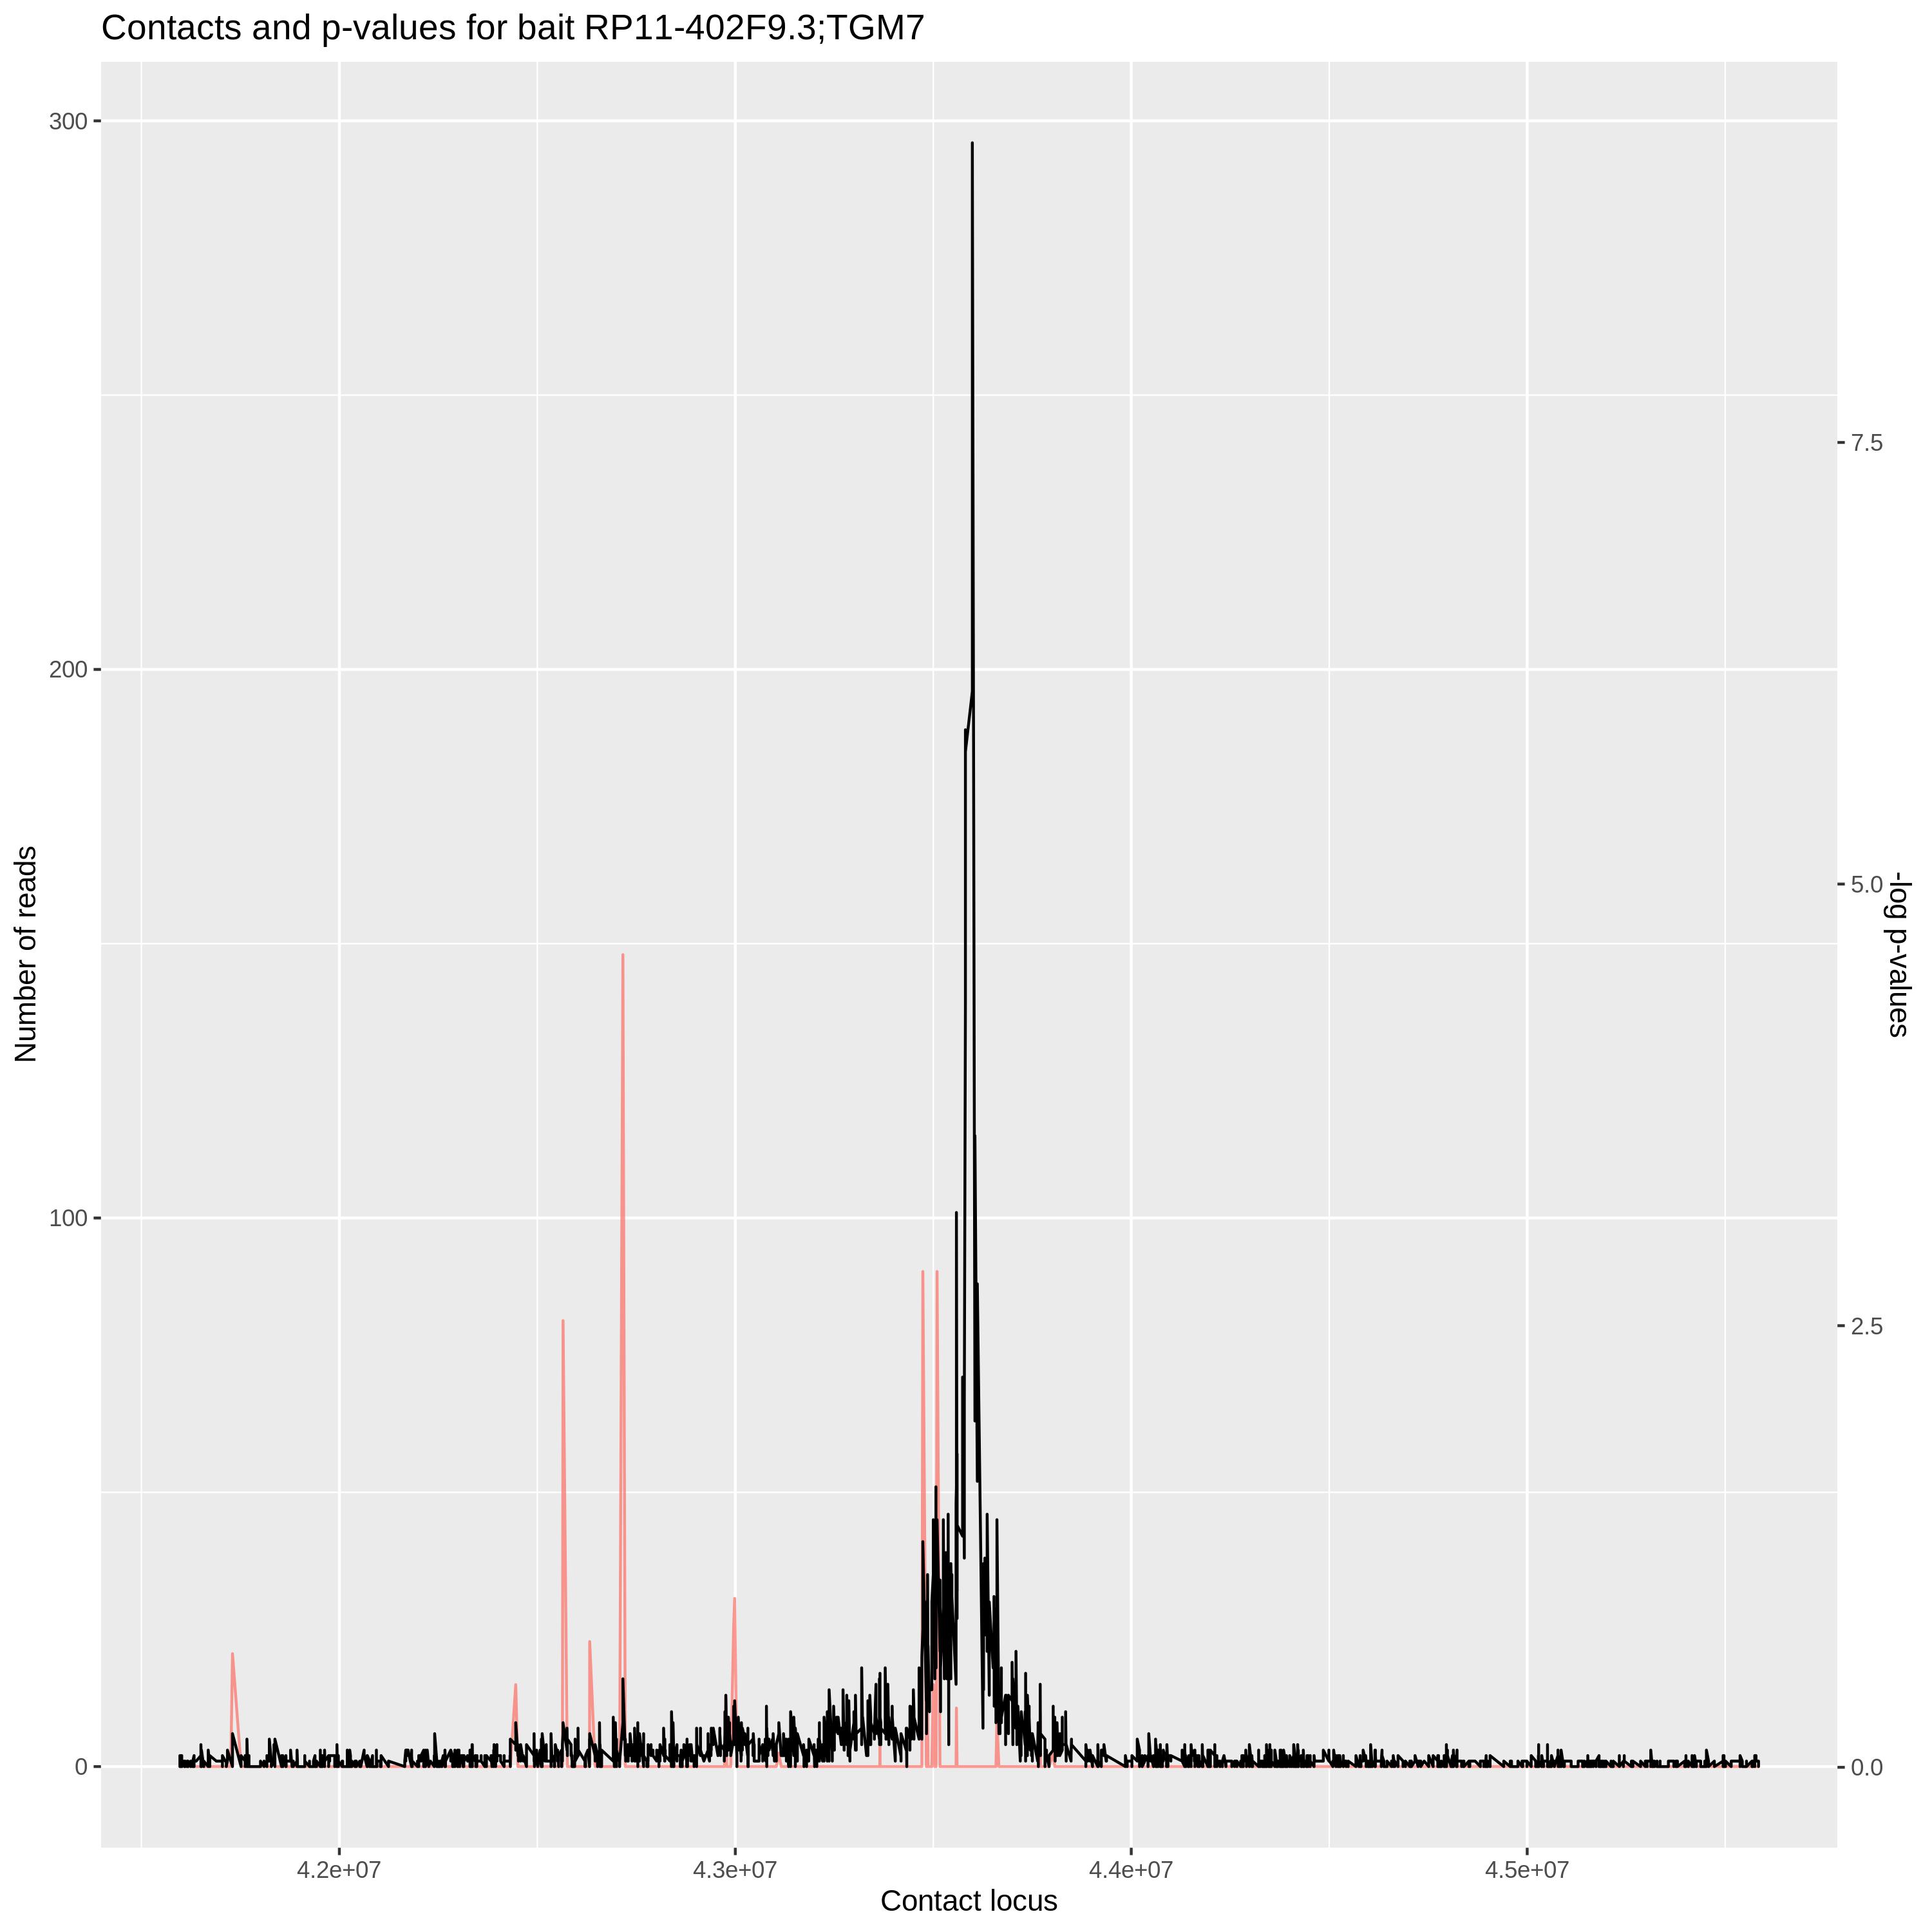 Contacts and p-values for bait RP11-402F9.3;TGM7
300
200
100
0
Number of reads
7.5
5.0
2.5
0.0
-log p-values
4.2e+07
4.3e+07
4.4e+07
4.5e+07
Contact locus